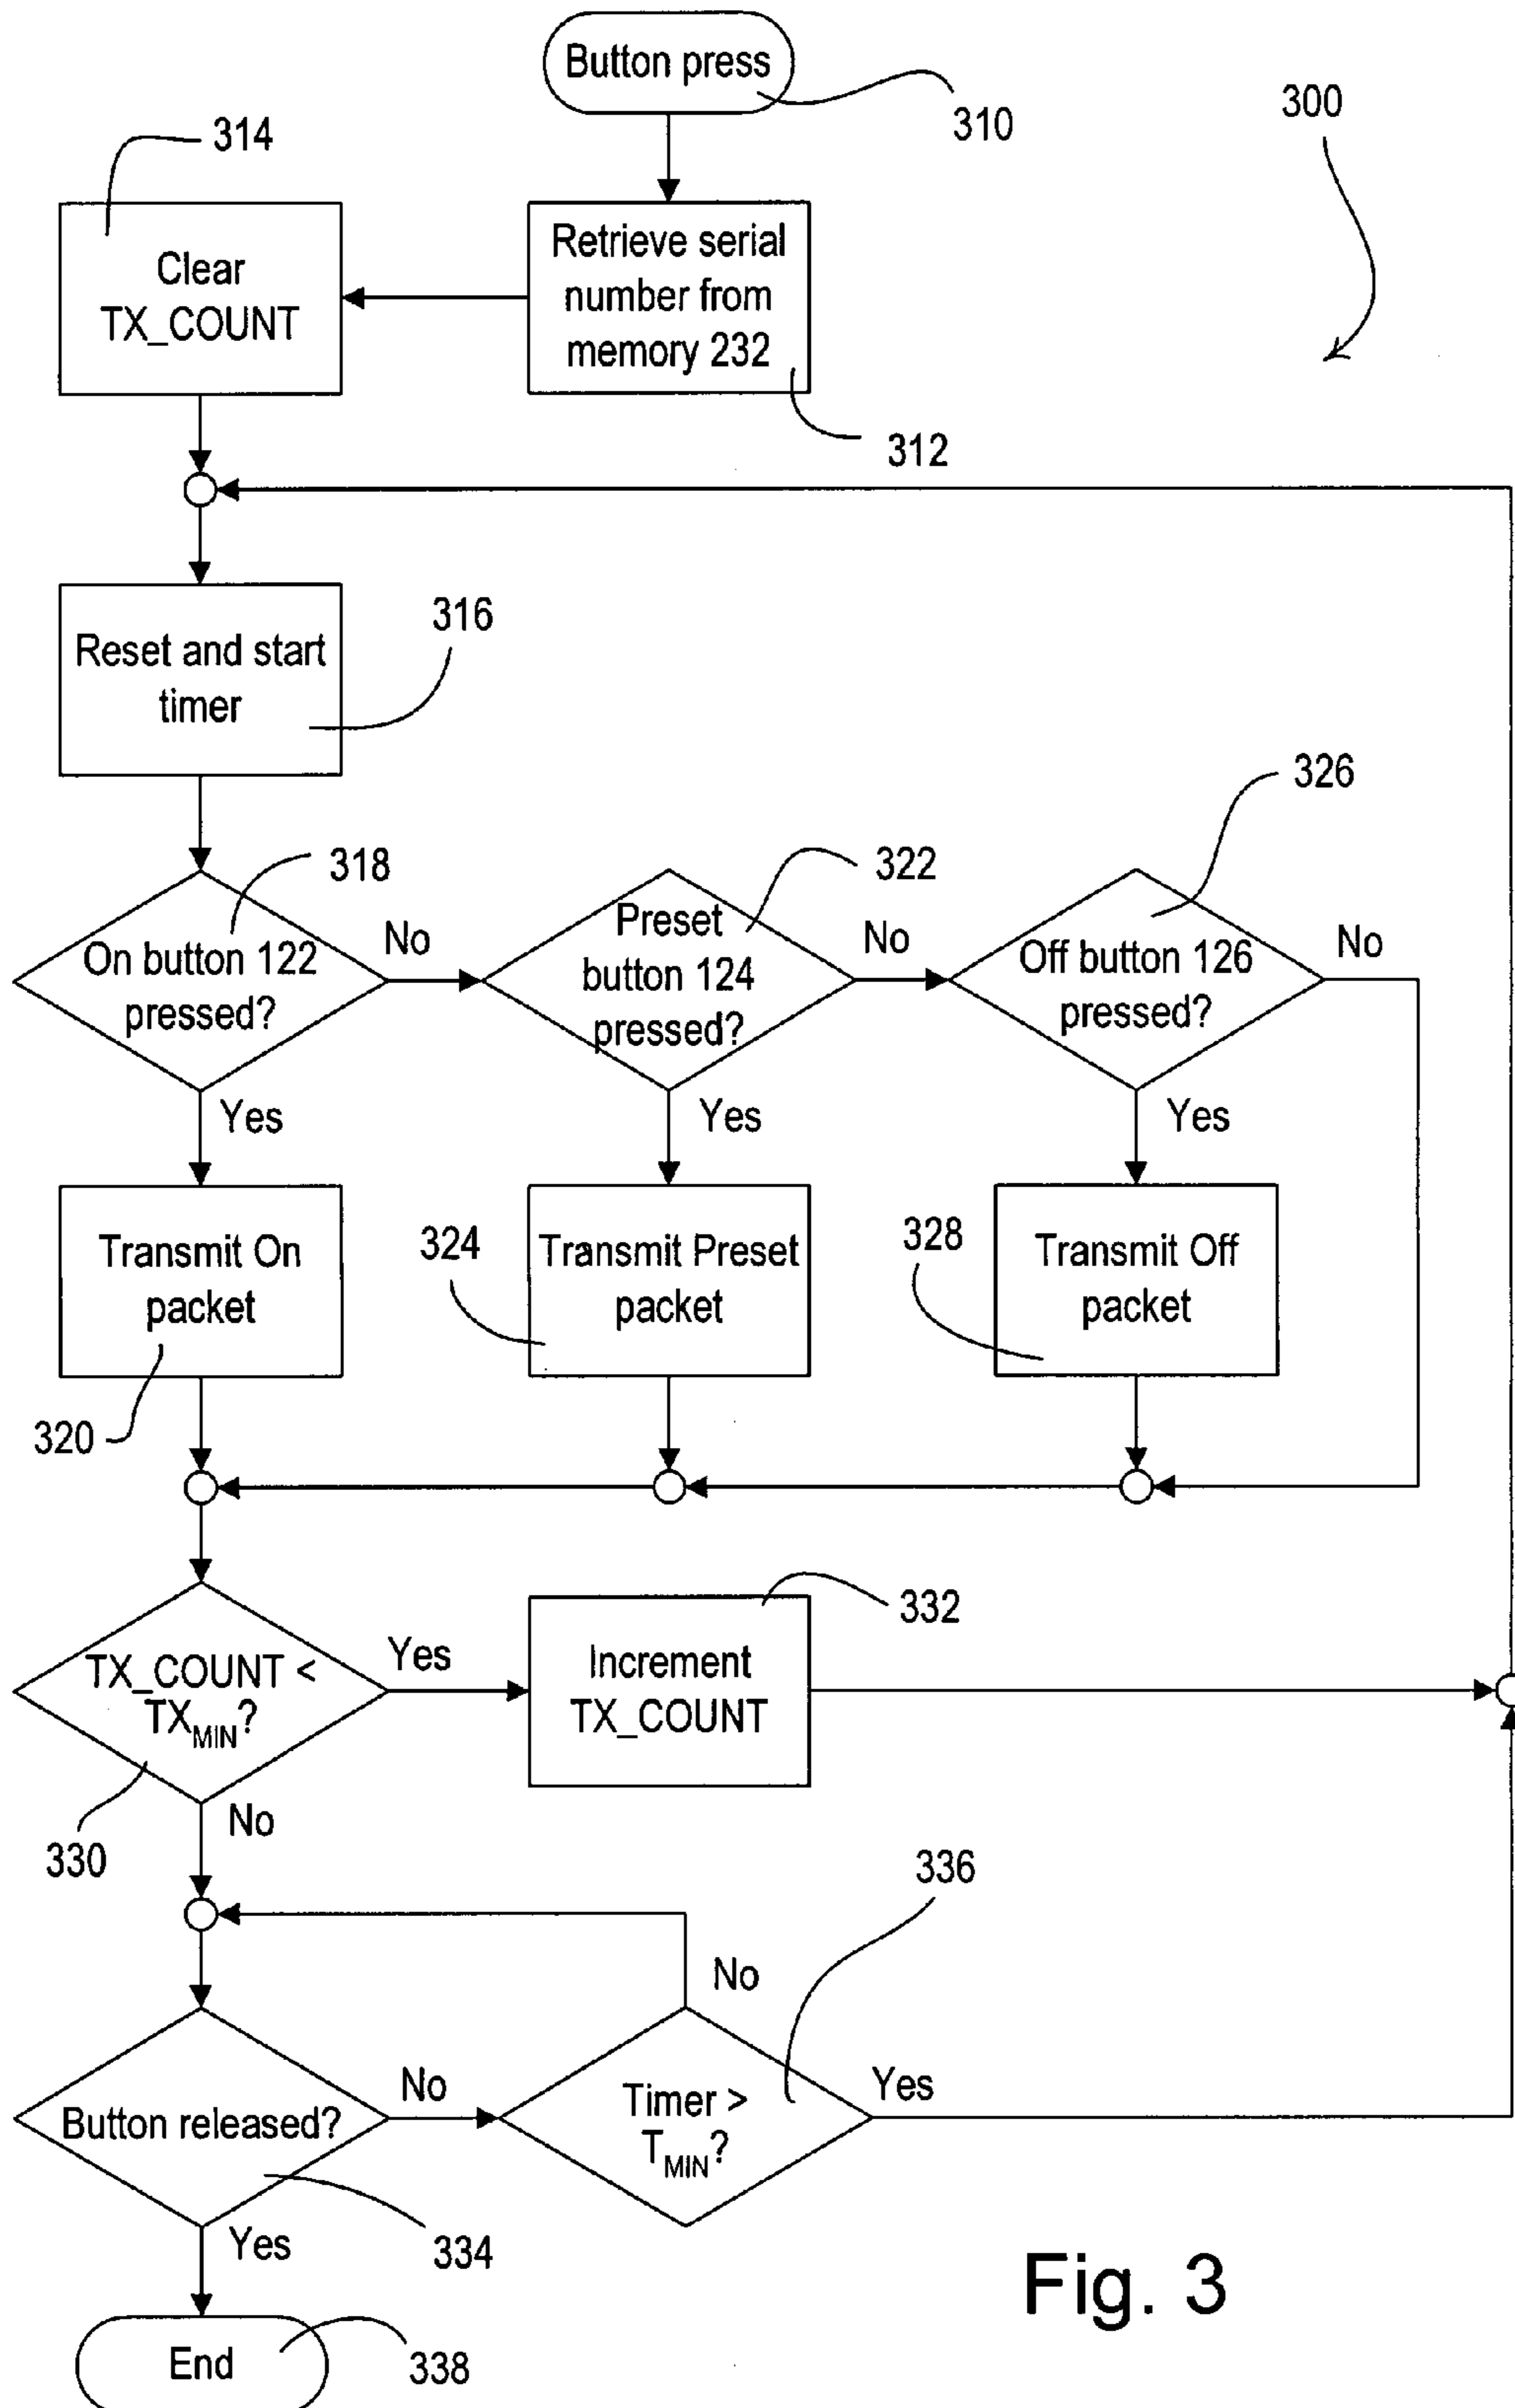 Button press
310
300
314
Clear
TX_COUNT
Retrieve serial
number from
memory 232
312
316
Reset and start
timer
318
On button 122
pressed?
No
Yes
322
Preset
button 124
pressed?
No
Yes
326
Off button 126
pressed?
No
Yes
Transmit On
packet
320
324
Transmit Preset
packet
328
Transmit Off
packet
TX_COUNT <
TXMIN?
330
Yes
No
332
Increment
TX_COUNT
336
Button released?
334
No
Yes
Timer >
TMIN?
No
Yes
End
338
Fig. 3